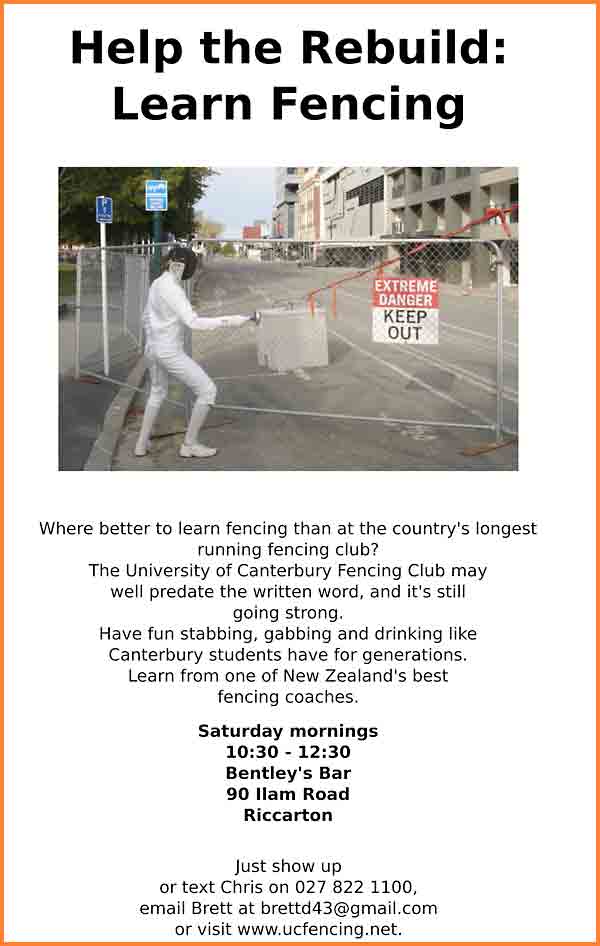 Help the Rebuild:
Learn Fencing
P
EXTREME
DANGER
KEEP
OUT
Where better to learn fencing than at the country's longest
running fencing club?
The University of Canterbury Fencing Club may
well predate the written word, and it's still
going strong.
Have fun stabbing, gabbing and drinking like
Canterbury students have for generations.
Learn from one of New Zealand's best
fencing coaches.
Saturday mornings
10:30 - 12:30
Bentley's Bar
90 Ilam Road
Riccarton
Just show up
or text Chris on 027 822 1100,
email Brett at brettd43@gmail.com
or visit www.ucfencing.net.